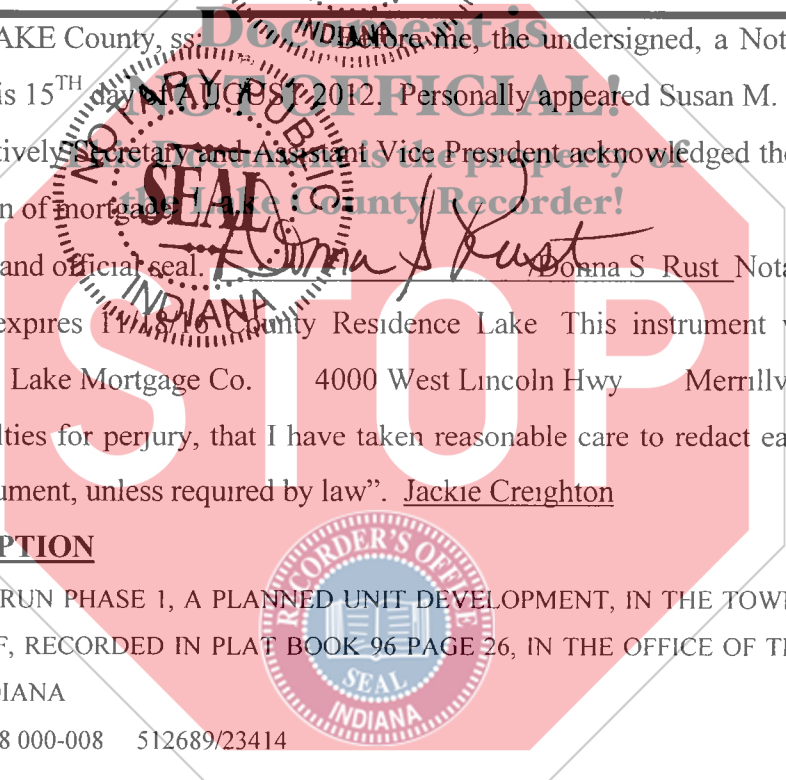 AKE County, ss: Before me, the undersigned, a Not
is 15TH day of AUGUST 2012. Personally appeared Susan M.
tively Secretary and Assistant Vice President acknowledged the
n of mortgage
and official seal. Donna S Rust /Donna S Rust Nota
expires 11/18/16 County Residence Lake This instrument
Lake Mortgage Co. 4000 West Lincoln Hwy Merrillv
lties for perjury, that I have taken reasonable care to redact ea
ument, unless required by law”. Jackie Creighton
PTION
RUN PHASE 1, A PLANNED UNIT DEVELOPMENT, IN THE TOW
F, RECORDED IN PLAT BOOK 96 PAGE 26, IN THE OFFICE OF T
DIANA
8 000-008 512689/23414
Document is
NOT OFFICIAL!
This Document is the property of
the Lake County Recorder!
STOP
INDIANA
NOTARY PUBLIC
SEAL
INDIANA
RECORDER'S OFFICE
SEAL
INDIANA